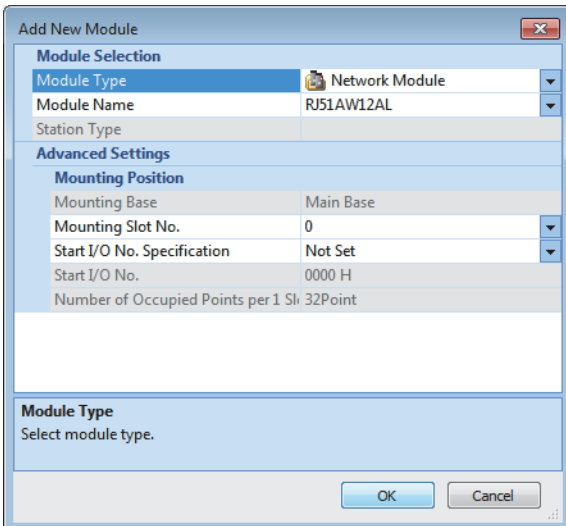 Add New Module
Module Selection
Module Type Network Module
Module Name RJ51AW12AL
Station Type
Advanced Settings
Mounting Position
Mounting Base Main Base
Mounting Slot No. 0
Start I/O No. Specification Not Set
Start I/O No. 0000 H
Number of Occupied Points per 1 Sl 32Point
Module Type
Select module type.
OK Cancel